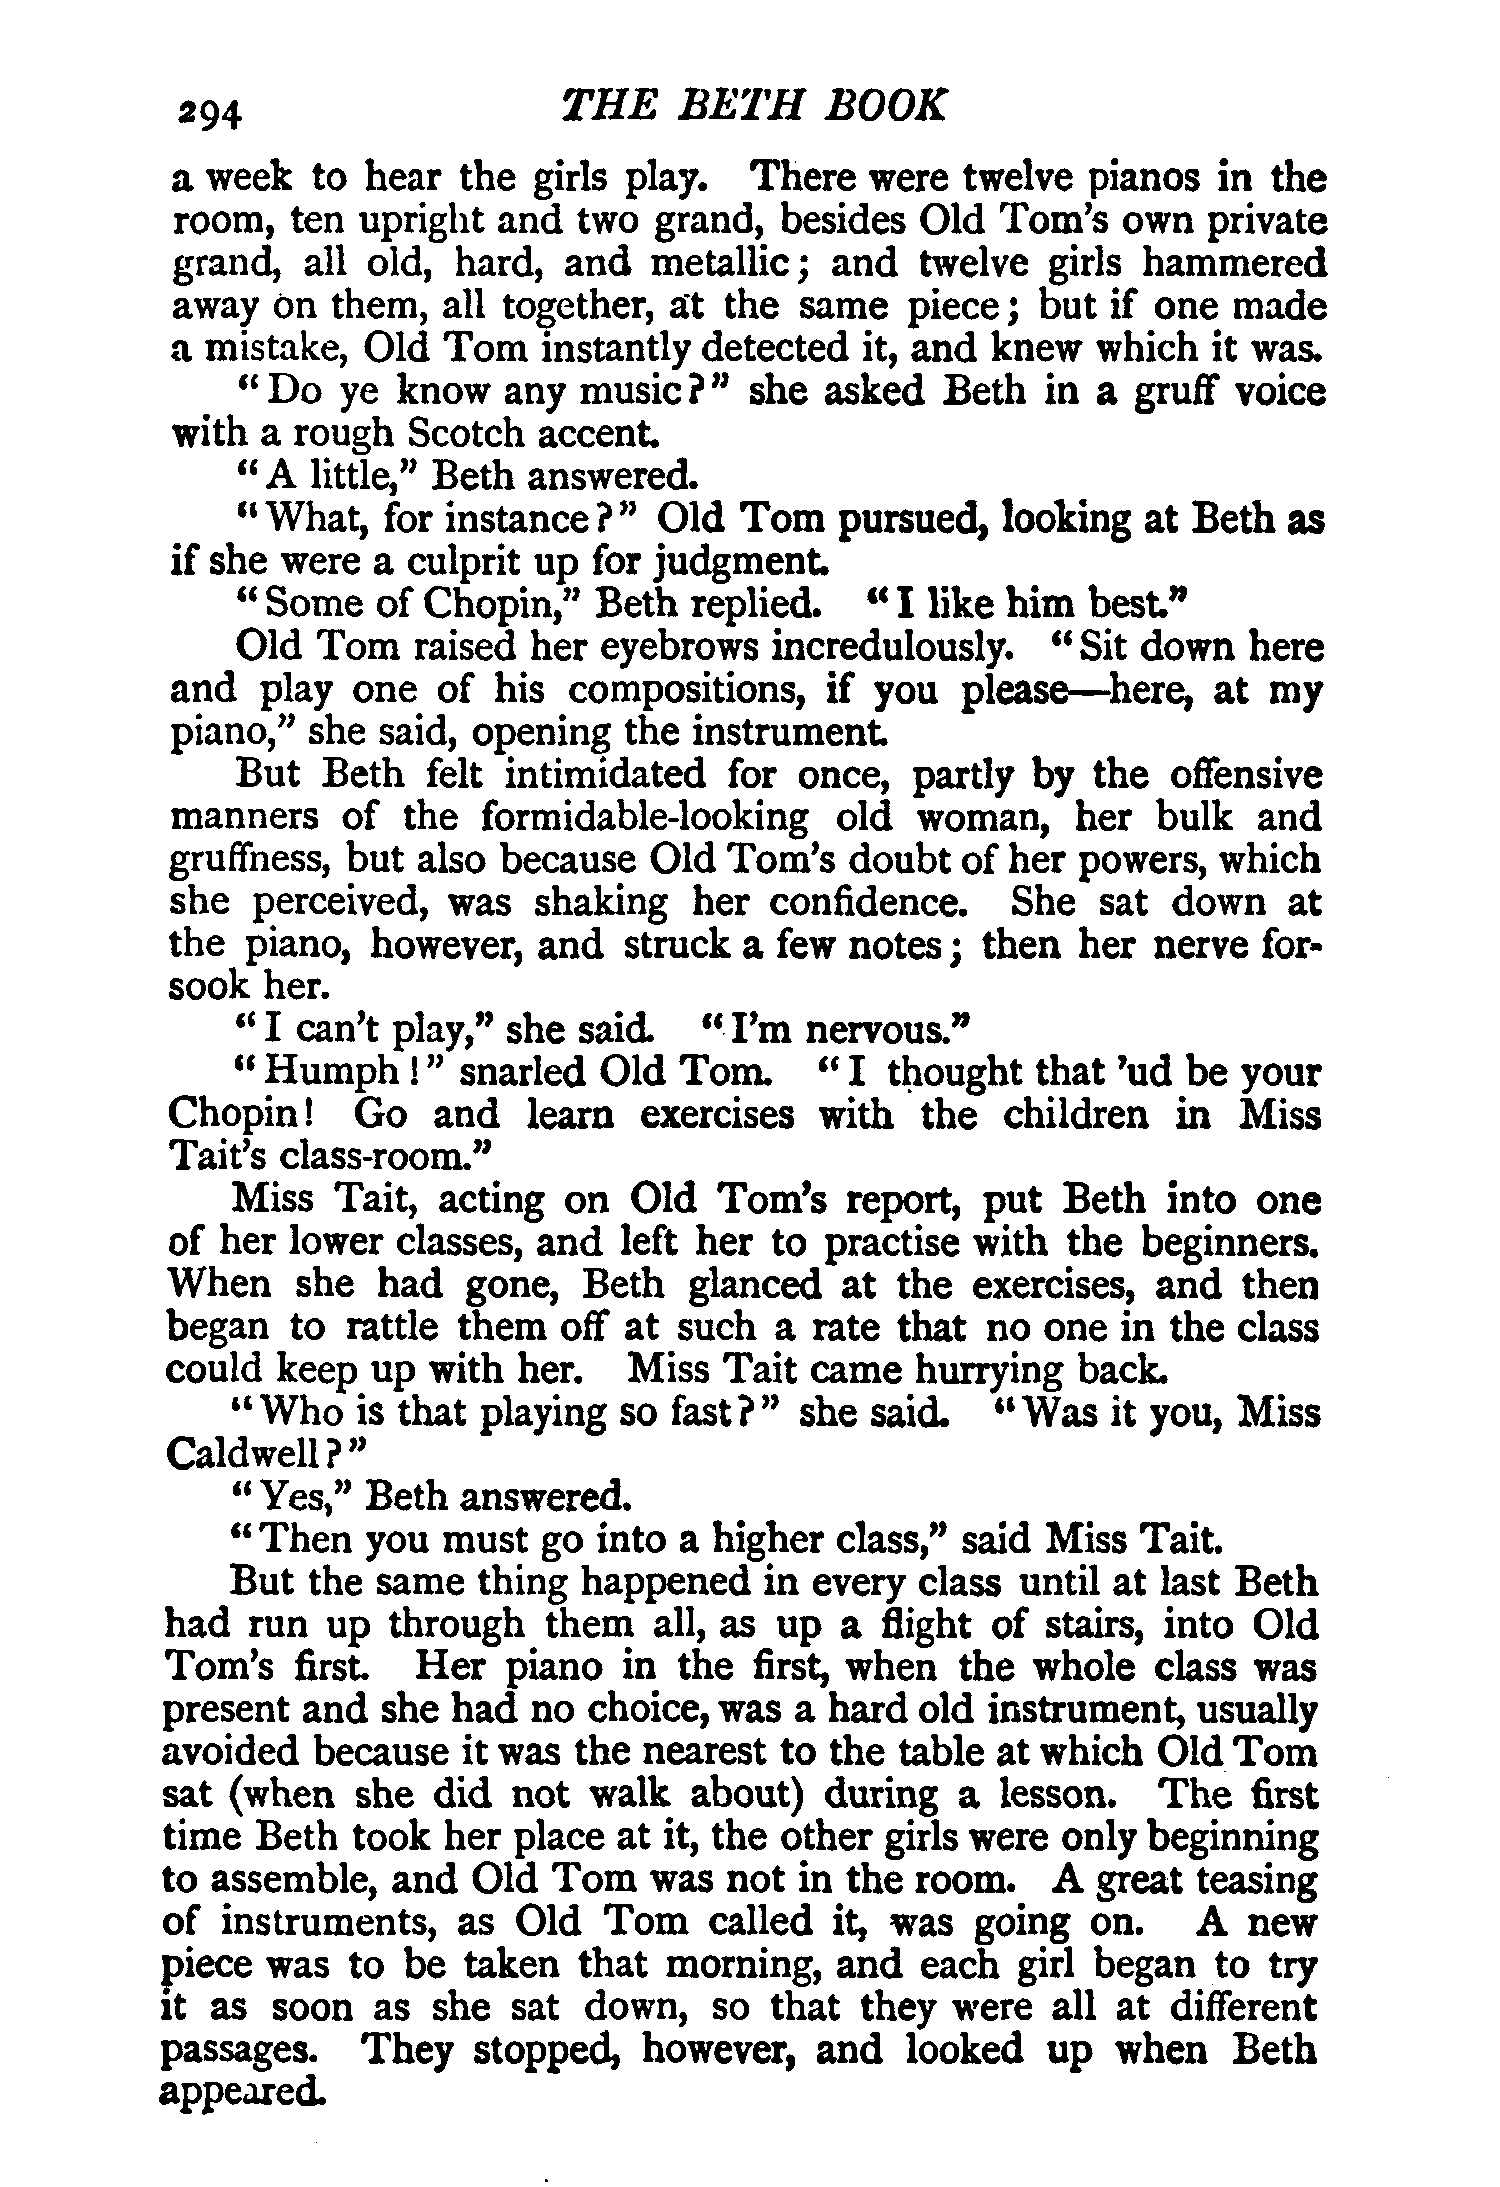 294 THE BETH BOOK
a week to hear the girls play. There were twelve pianos in the
room, ten upright and two grand, besides Old Tom's own private
grand, all old, hard, and metallic; and twelve girls hammered
away on them, all together, at the same piece; but if one made
a mistake, Old Tom instantly detected it, and knew which it was.
"Do ye know any music?" she asked Beth in a gruff voice
with a rough Scotch accent.
"A little," Beth answered.
"What, for instance?" Old Tom pursued, looking at Beth as
if she were a culprit up for judgment.
"Some of Chopin," Beth replied. "I like him best."
Old Tom raised her eyebrows incredulously. "Sit down here
and play one of his compositions, if you please—here, at my
piano," she said, opening the instrument.
But Beth felt intimidated for once, partly by the offensive
manners of the formidable-looking old woman, her bulk and
gruffness, but also because Old Tom's doubt of her powers, which
she perceived, was shaking her confidence. She sat down at
the piano, however, and struck a few notes; then her nerve for-
sook her.
"I can't play," she said. "I'm nervous."
"Humph!" snarled Old Tom. "I thought that 'ud be your
Chopin! Go and learn exercises with the children in Miss
Tait's class-room."
Miss Tait, acting on Old Tom's report, put Beth into one
of her lower classes, and left her to practise with the beginners.
When she had gone, Beth glanced at the exercises, and then
began to rattle them off at such a rate that no one in the class
could keep up with her. Miss Tait came hurrying back.
"Who is that playing so fast?" she said. "Was it you, Miss
Caldwell?"
"Yes," Beth answered.
"Then you must go into a higher class," said Miss Tait.
But the same thing happened in every class until at last Beth
had run up through them all, as up a flight of stairs, into Old
Tom's first. Her piano in the first, when the whole class was
present and she had no choice, was a hard old instrument, usually
avoided because it was the nearest to the table at which Old Tom
sat (when she did not walk about) during a lesson. The first
time Beth took her place at it, the other girls were only beginning
to assemble, and Old Tom was not in the room. A great teasing
of instruments, as Old Tom called it, was going on. A new
piece was to be taken that morning, and each girl began to try
it as soon as she sat down, so that they were all at different
passages. They stopped, however, and looked up when Beth
appeared.